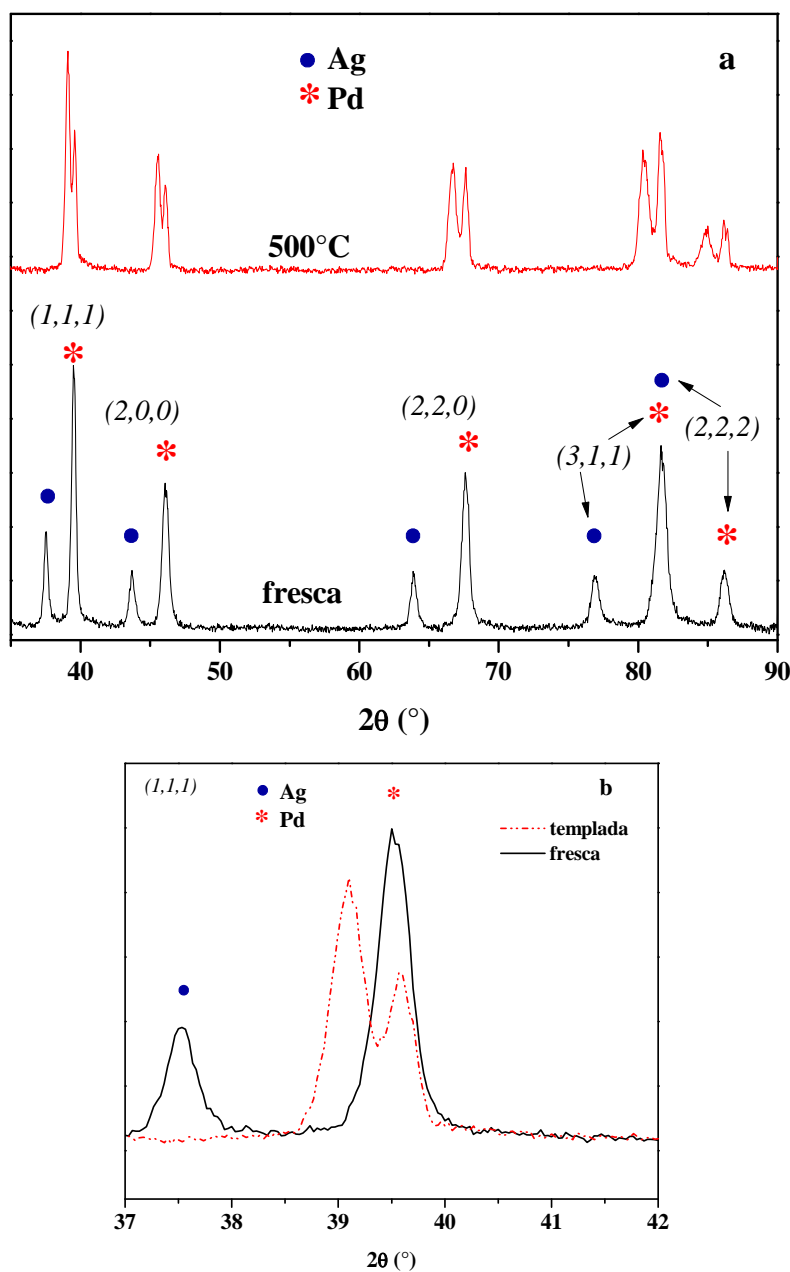 a
Ag
Pd
500°C
(1,1,1)
(2,0,0)
(2,2,0)
(3,1,1)
(2,2,2)
fresca
40 50 60 70 80 90
2θ (°)
(1,1,1)
b
Ag
Pd
templada
fresca
37 38 39 40 41 42
2θ (°)